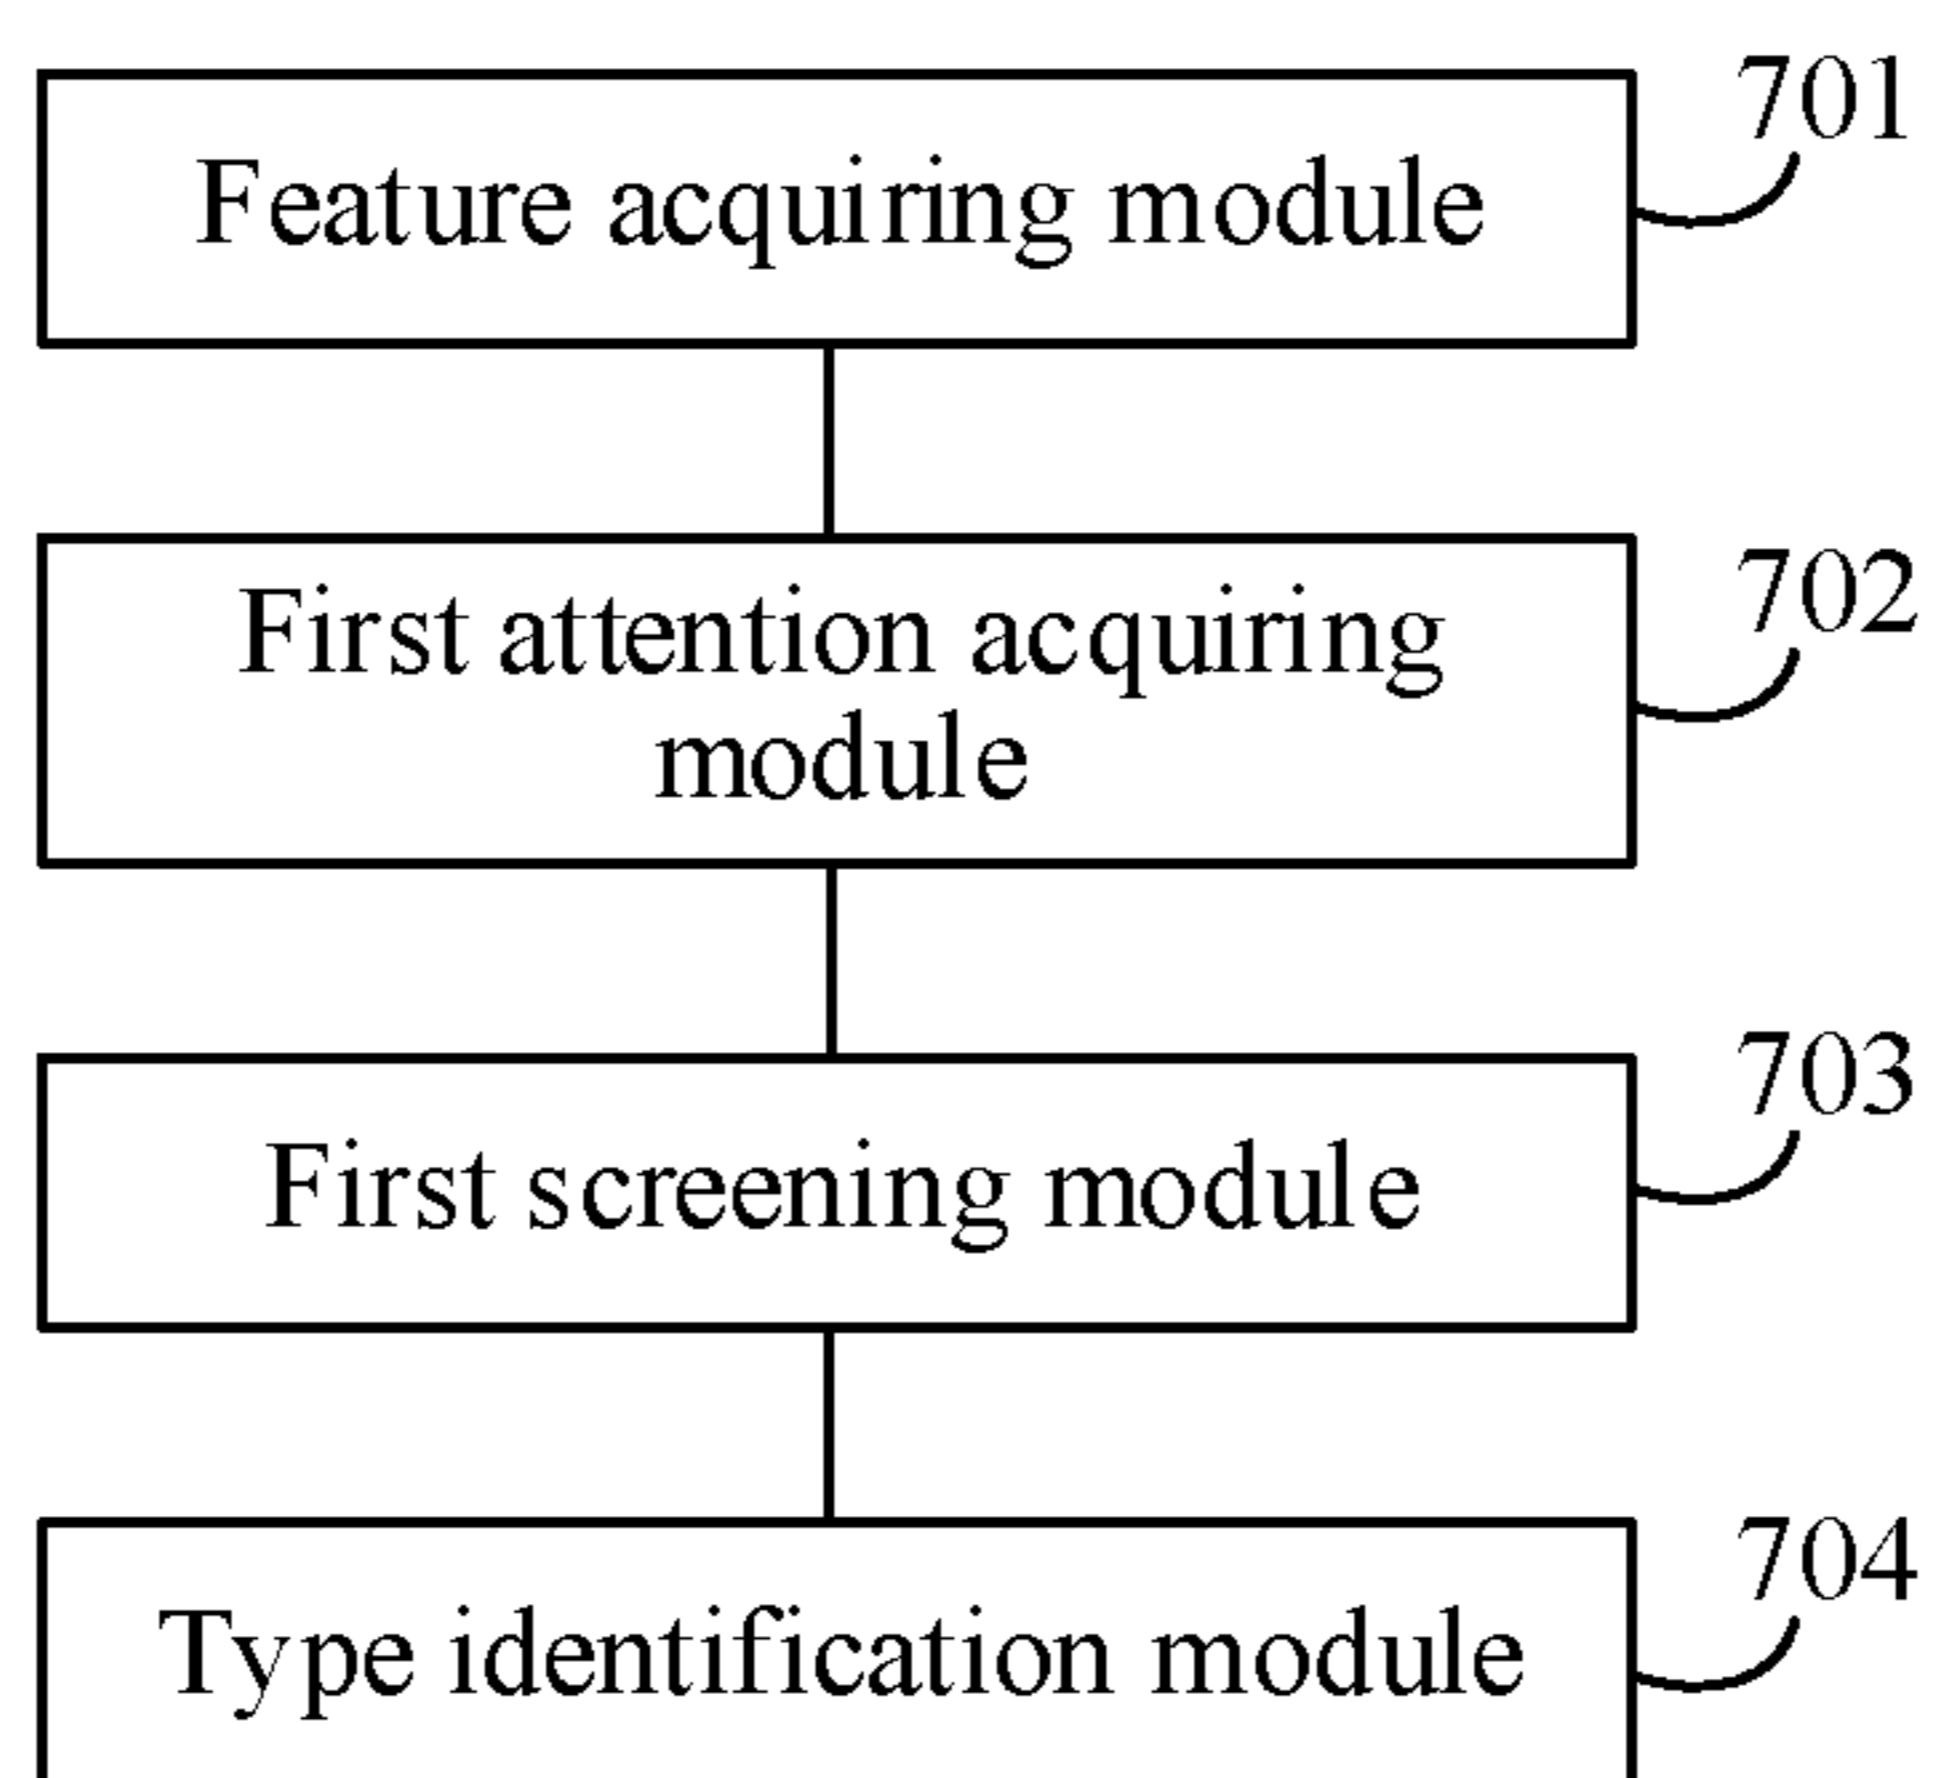 701
Feature acquiring module
702
First attention acquiring
module
703
First screening module
704
Type identification module